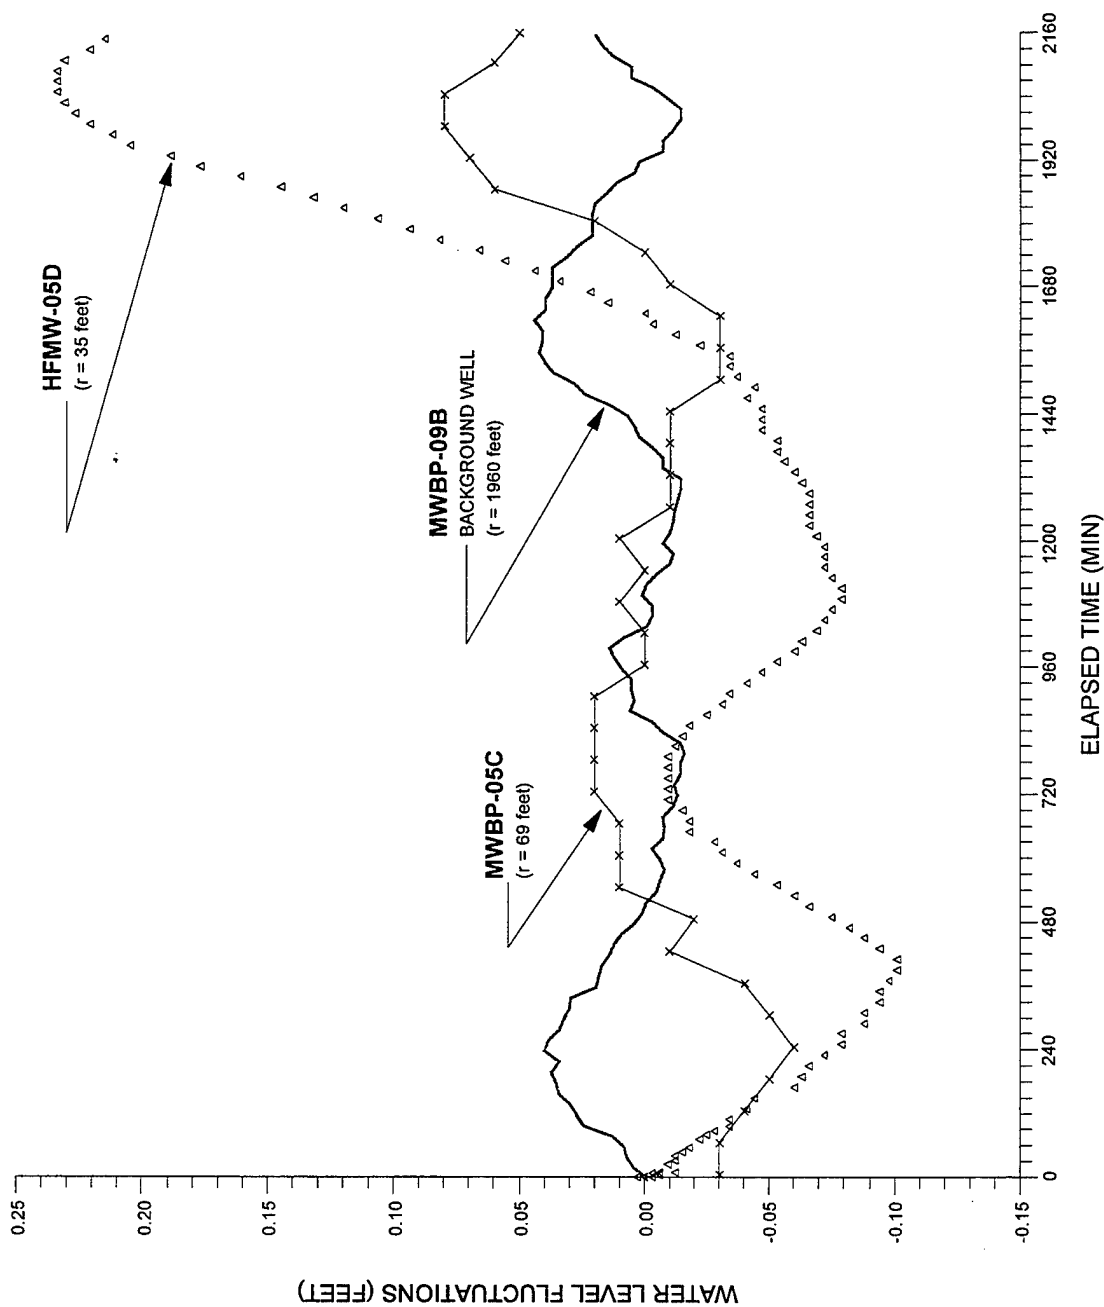 HFMW-05D
(r = 35 feet)
MWBP-09B
BACKGROUND WELL
(r = 1960 feet)
MWBP-05C
(r = 69 feet)
WATER LEVEL FLUCTUATIONS (FEET)
0.25
0.20
0.15
0.10
0.05
0.00
-0.05
-0.10
-0.15
0
240
480
720
960
1200
1440
1680
1920
2160
ELAPSED TIME (MIN)